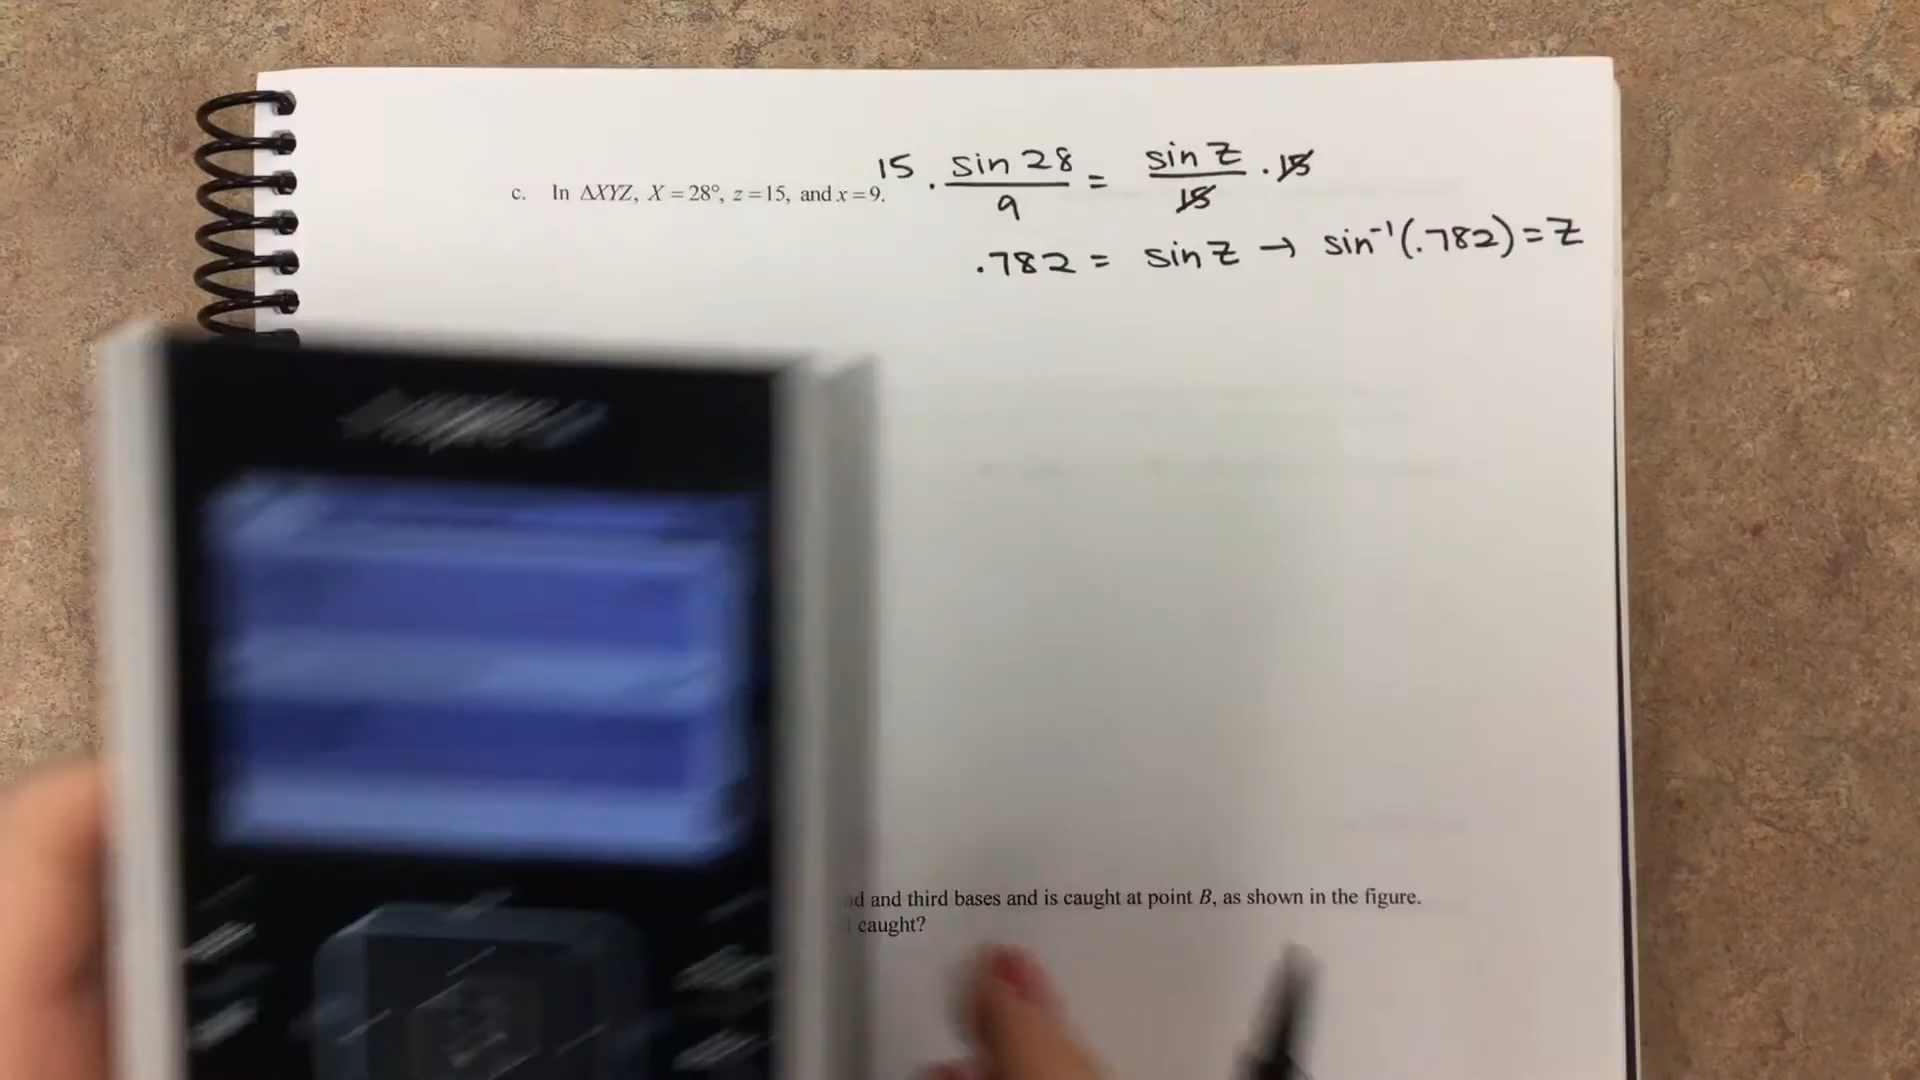 15 · sin 28 / 9 = sin Z / 15 · 15
c. In ΔXYZ, X = 28°, z = 15, and x = 9.
.782 = sin Z → sin⁻¹(.782) = Z
and third bases and is caught at point B, as shown in the figure.
caught?